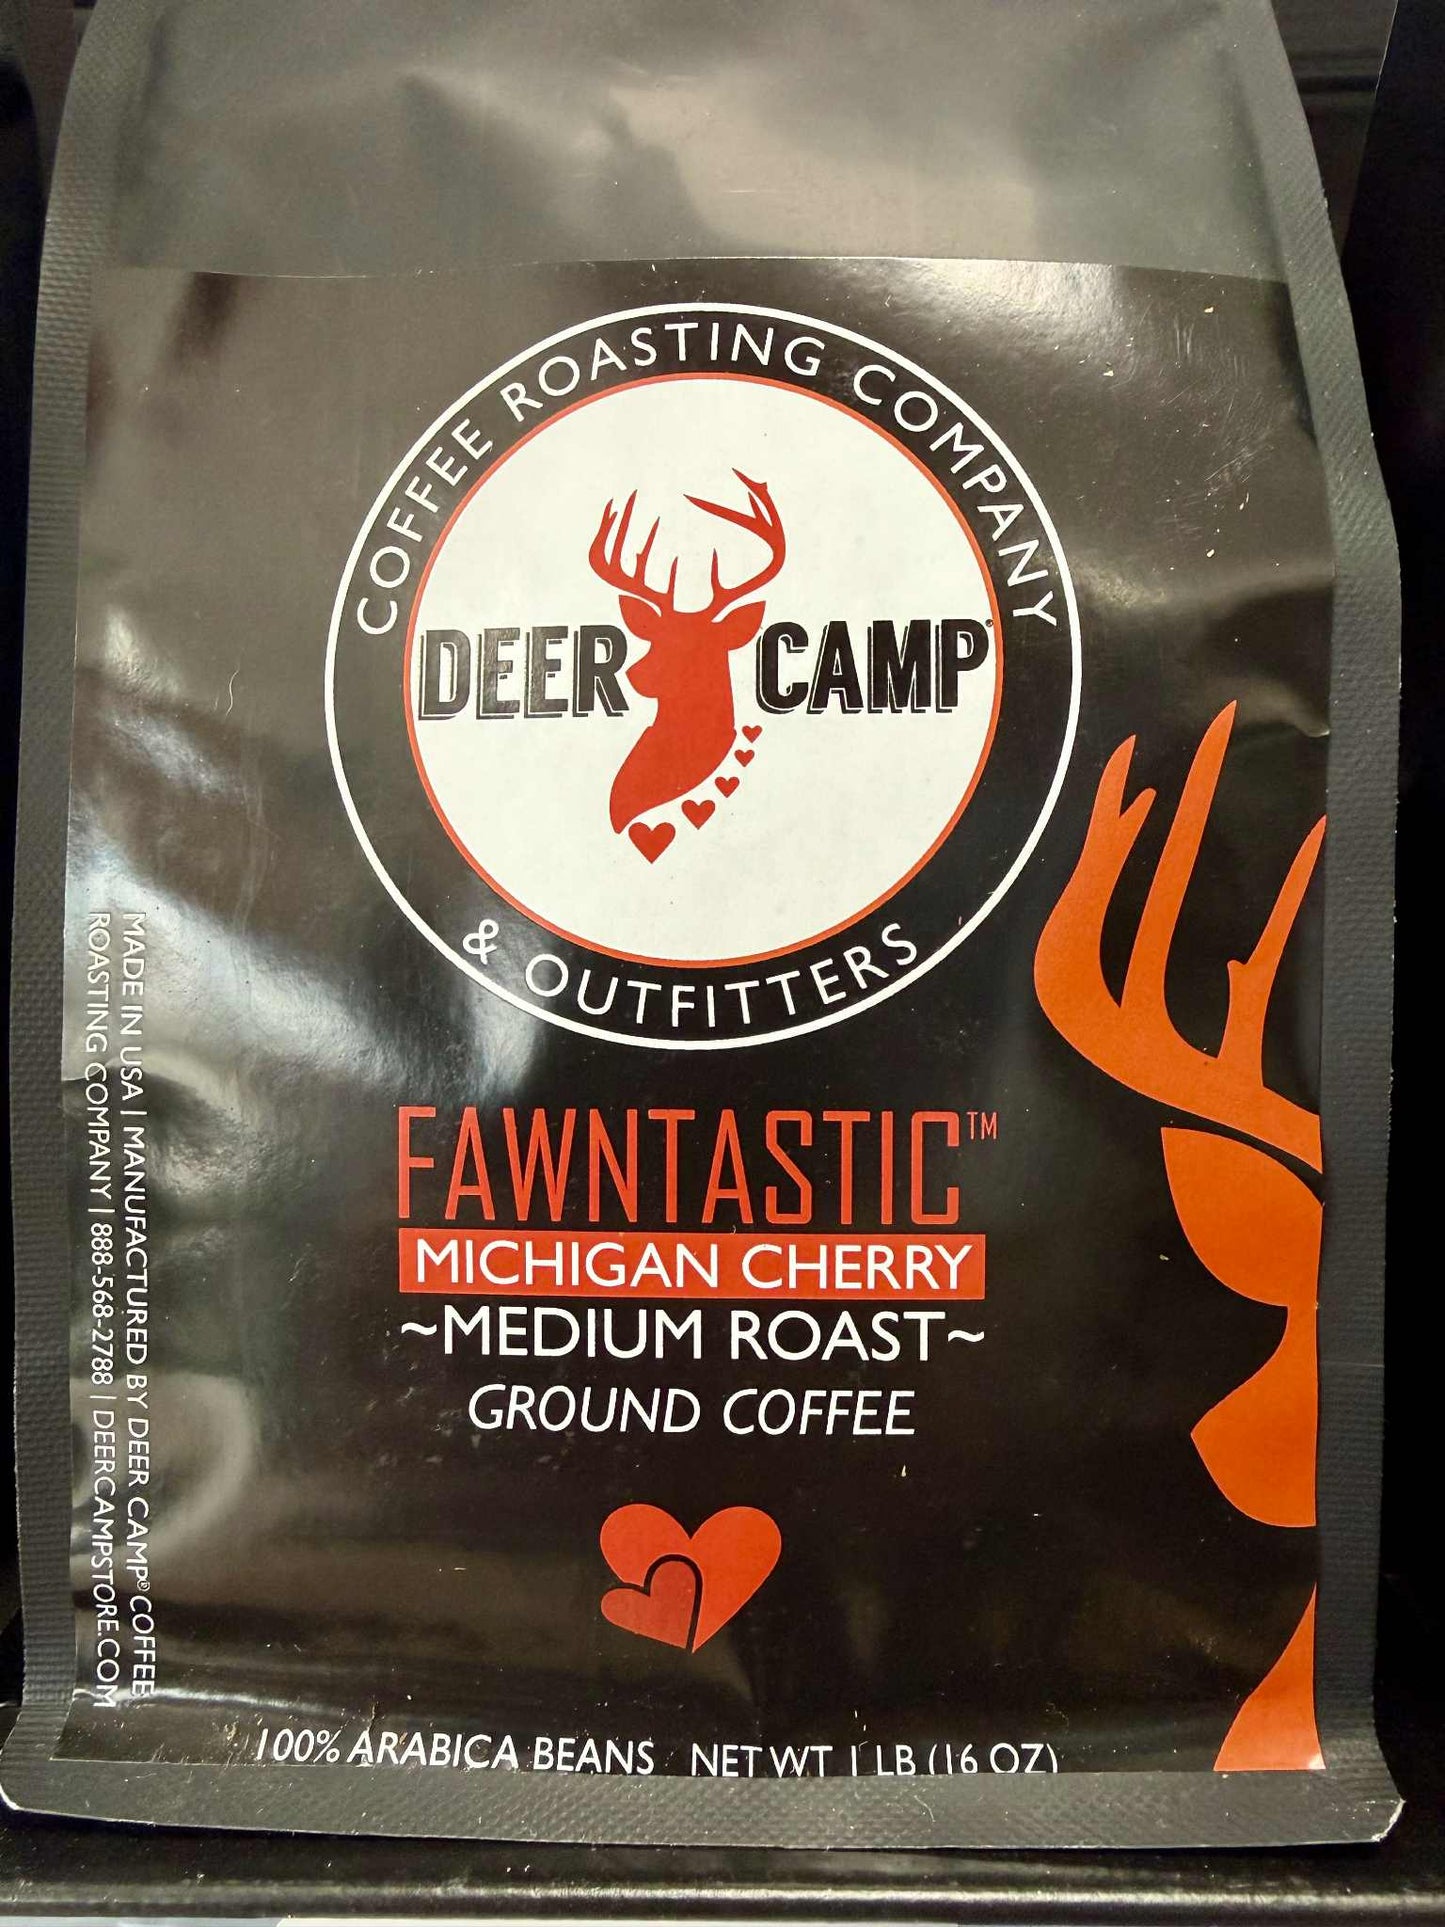 COFFEE ROASTING COMPANY
DEER CAMP®
& OUTFITTERS
FAWNTASTIC™
MICHIGAN CHERRY
~MEDIUM ROAST~
GROUND COFFEE
100% ARABICA BEANS NET WT 1 LB (16 OZ)
MADE IN USA | MANUFACTURED BY DEER CAMP® COFFEE
ROASTING COMPANY | 888-568-2788 | DEERCAMPSTORE.COM